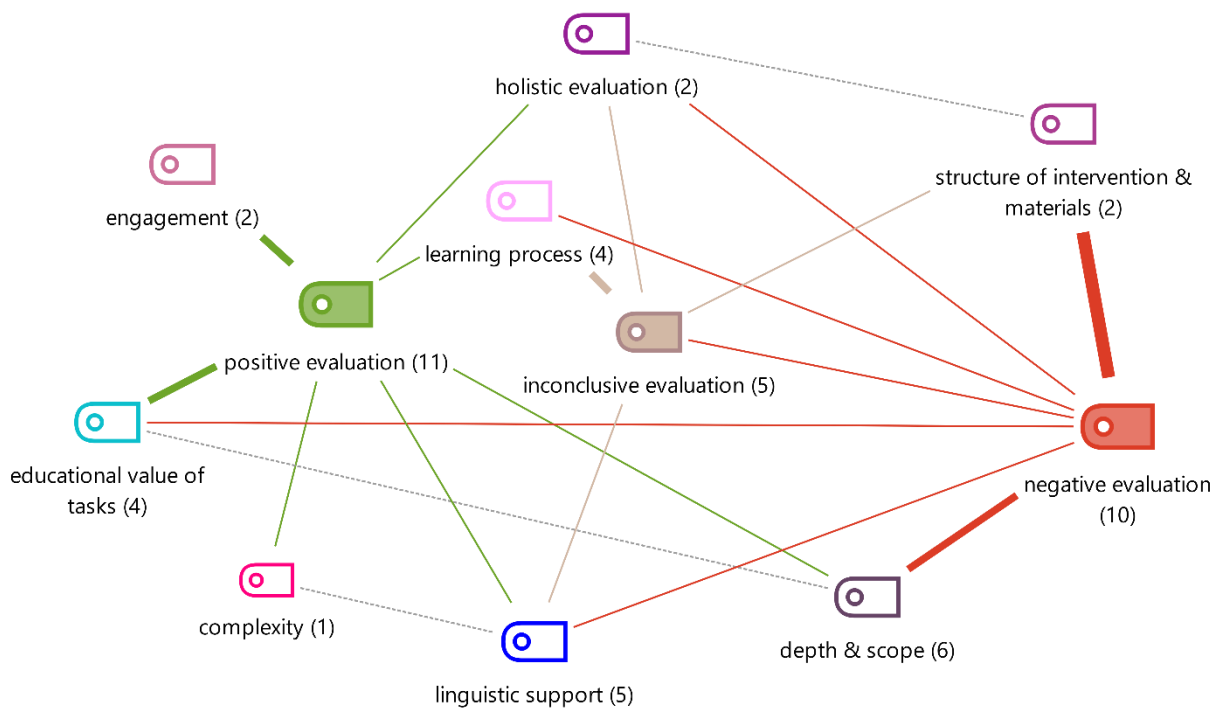 holistic evaluation (2)
structure of intervention &
materials (2)
engagement (2)
learning process (4)
positive evaluation (11)
inconclusive evaluation (5)
educational value of
tasks (4)
negative evaluation
(10)
complexity (1)
depth & scope (6)
linguistic support (5)